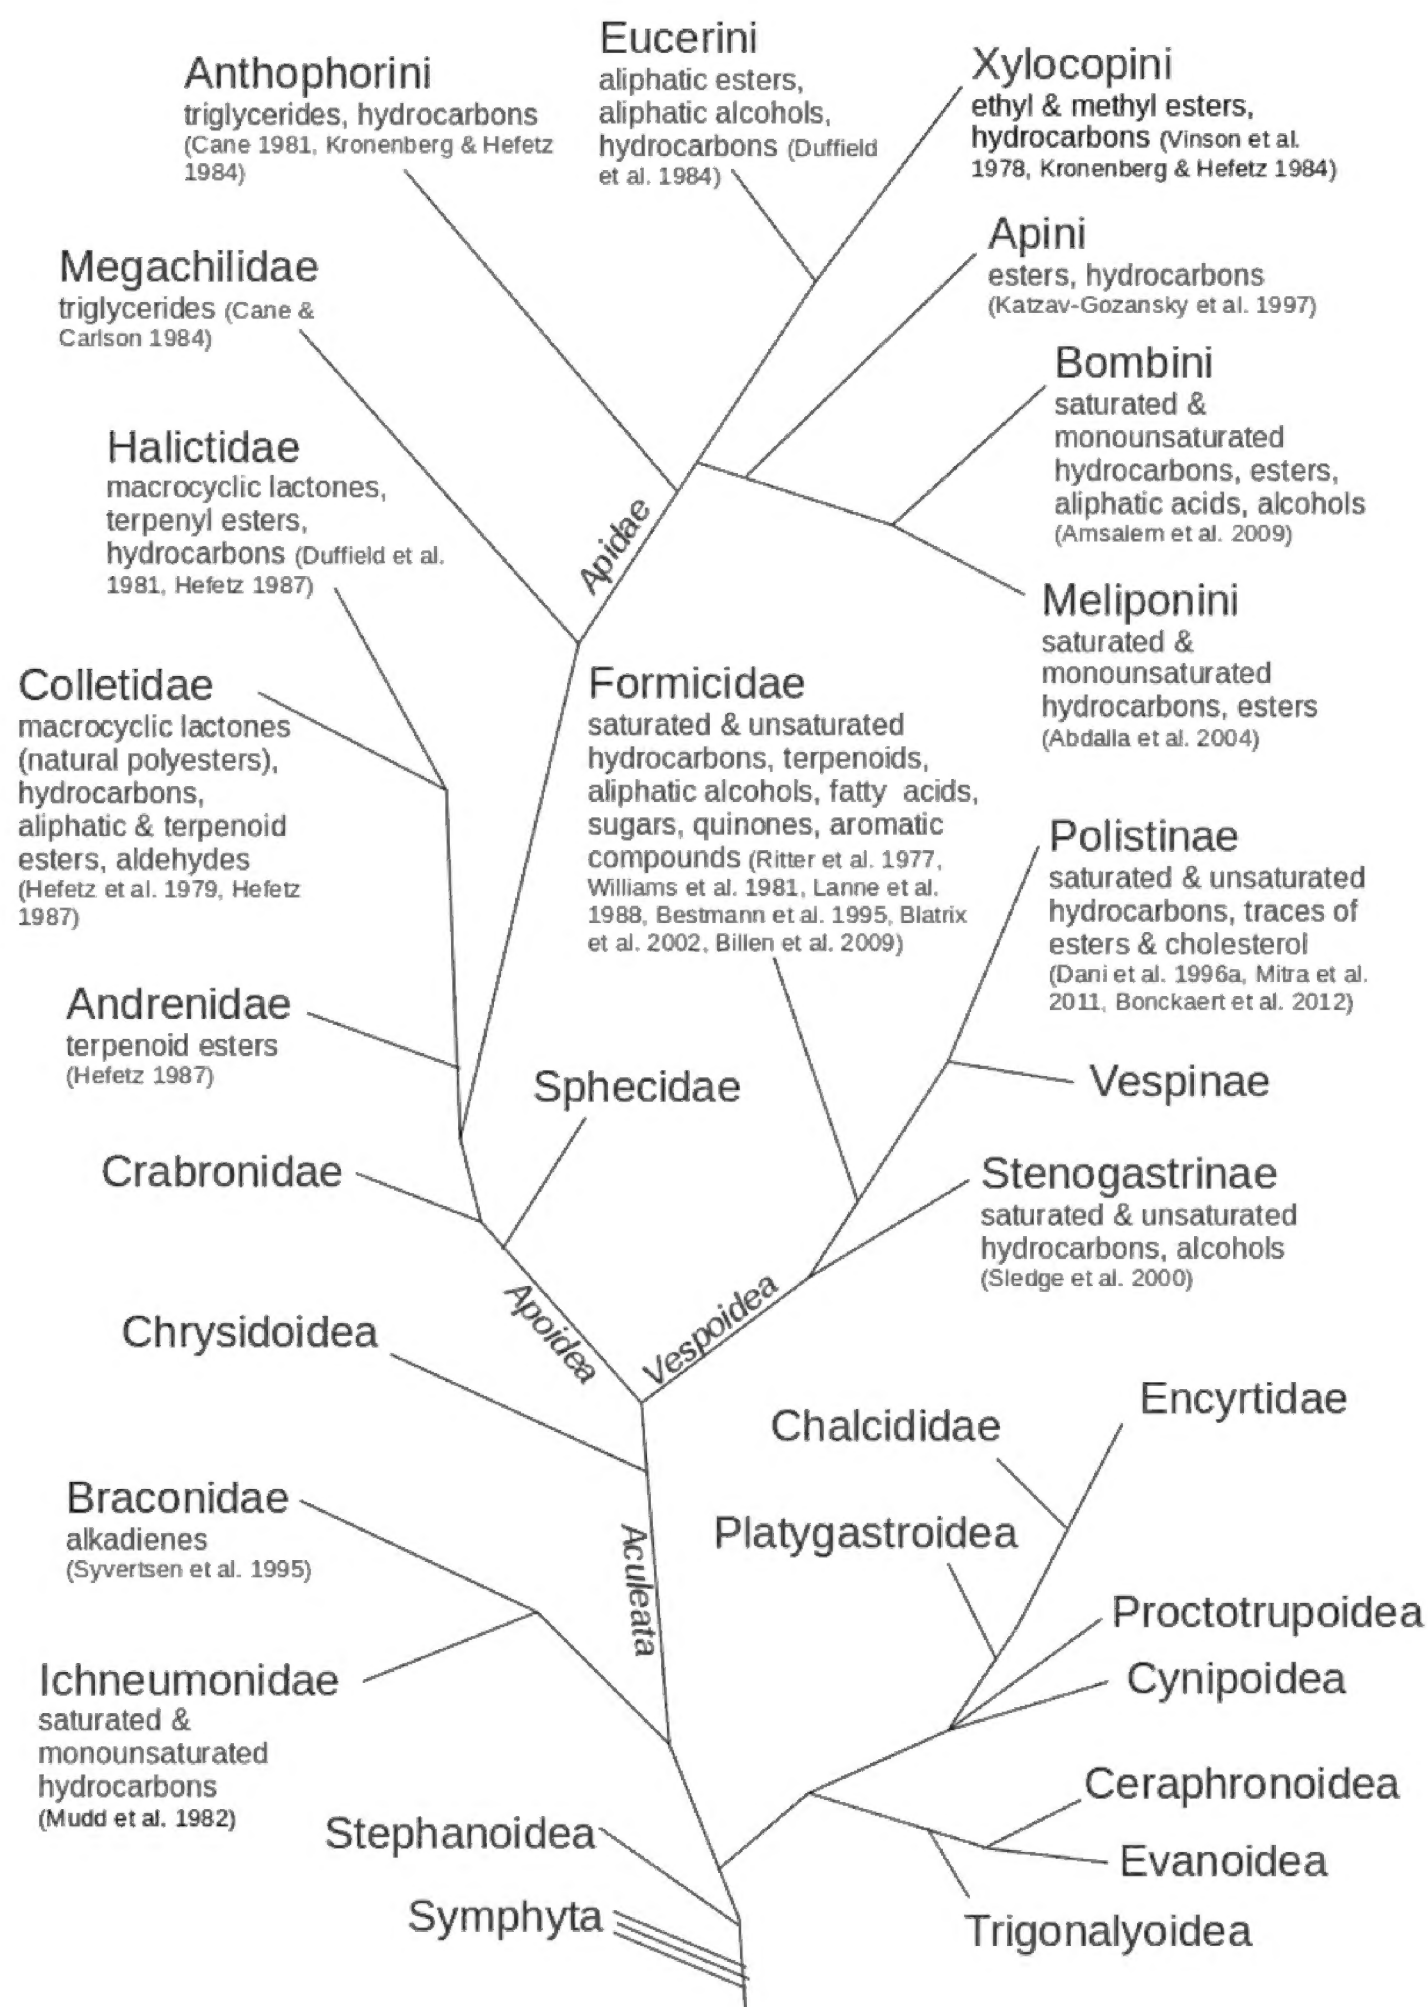 Eucerini
aliphatic esters,
aliphatic alcohols,
hydrocarbons (Duffield
et al. 1984)
Anthophorini
triglycerides, hydrocarbons
(Cane 1981, Kronenberg & Hefetz
1984)
Xylocopini
ethyl & methyl esters,
hydrocarbons (Vinson et al.
1978, Kronenberg & Hefetz 1984)
Apini
esters, hydrocarbons
(Katzav-Gozansky et al. 1997)
Megachilidae
triglycerides (Cane &
Carlson 1984)
Bombini
saturated &
monounsaturated
hydrocarbons, esters,
aliphatic acids, alcohols
(Amsalem et al. 2009)
Halictidae
macrocyclic lactones,
terpenyl esters,
hydrocarbons (Duffield et al.
1981, Hefetz 1987)
Apidae
Meliponini
saturated &
monounsaturated
hydrocarbons, esters
(Abdalla et al. 2004)
Colletidae
macrocyclic lactones
(natural polyesters),
hydrocarbons,
aliphatic & terpenoid
esters, aldehydes
(Hefetz et al. 1979, Hefetz
1987)
Formicidae
saturated & unsaturated
hydrocarbons, terpenoids,
aliphatic alcohols, fatty acids,
sugars, quinones, aromatic
compounds (Ritter et al. 1977,
Williams et al. 1981, Lanne et al.
1988, Bestmann et al. 1995, Blatrix
et al. 2002, Billen et al. 2009)
Polistinae
saturated & unsaturated
hydrocarbons, traces of
esters & cholesterol
(Dani et al. 1996a, Mitra et al.
2011, Bonckaert et al. 2012)
Andrenidae
terpenoid esters
(Hefetz 1987)
Sphecidae
Vespinae
Crabronidae
Stenogastrinae
saturated & unsaturated
hydrocarbons, alcohols
(Sledge et al. 2000)
Apoidea
Vespoidea
Chrysidoidea
Encyrtidae
Chalcididae
Braconidae
alkadienes
(Syvertsen et al. 1995)
Aculeata
Platygastroidea
Proctotrupoidea
Ichneumonidae
saturated &
monounsaturated
hydrocarbons
(Mudd et al. 1982)
Cynipoidea
Ceraphronoidea
Stephanoidea
Evanoidea
Symphyta
Trigonalyoidea